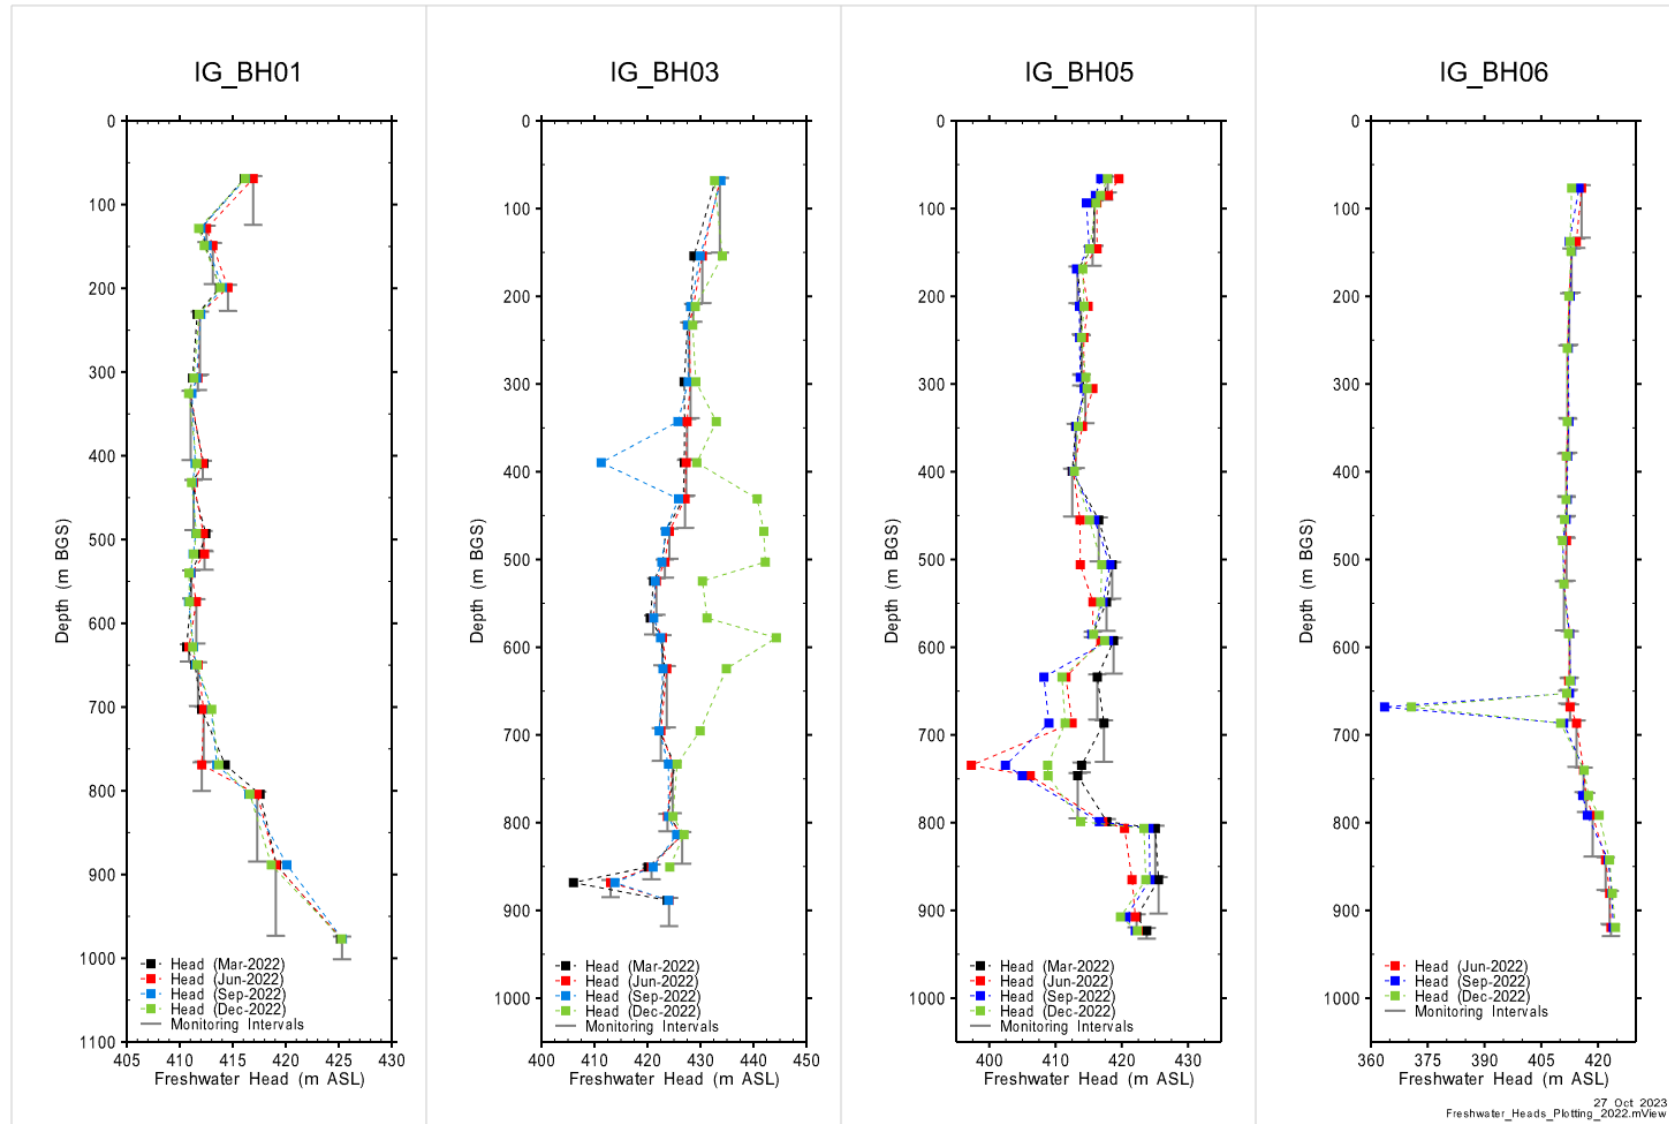 IG_BH01
IG_BH03
IG_BH05
IG_BH06
0
100
200
300
400
500
600
700
800
900
1000
1100
Depth (m BGS)
405
410
415
420
425
430
Freshwater Head (m ASL)
Head (Mar-2022)
Head (Jun-2022)
Head (Sep-2022)
Head (Dec-2022)
Monitoring Intervals
0
100
200
300
400
500
600
700
800
900
1000
Depth (m BGS)
400
410
420
430
440
450
Freshwater Head (m ASL)
Head (Mar-2022)
Head (Jun-2022)
Head (Sep-2022)
Head (Dec-2022)
Monitoring Intervals
0
100
200
300
400
500
600
700
800
900
1000
Depth (m BGS)
400
410
420
430
Freshwater Head (m ASL)
Head (Mar-2022)
Head (Jun-2022)
Head (Sep-2022)
Head (Dec-2022)
Monitoring Intervals
0
100
200
300
400
500
600
700
800
900
1000
Depth (m BGS)
360
375
390
405
420
Freshwater Head (m ASL)
Head (Jun-2022)
Head (Sep-2022)
Head (Dec-2022)
Monitoring Intervals
27 Oct 2023
Freshwater_Heads_Plotting_2022.mView